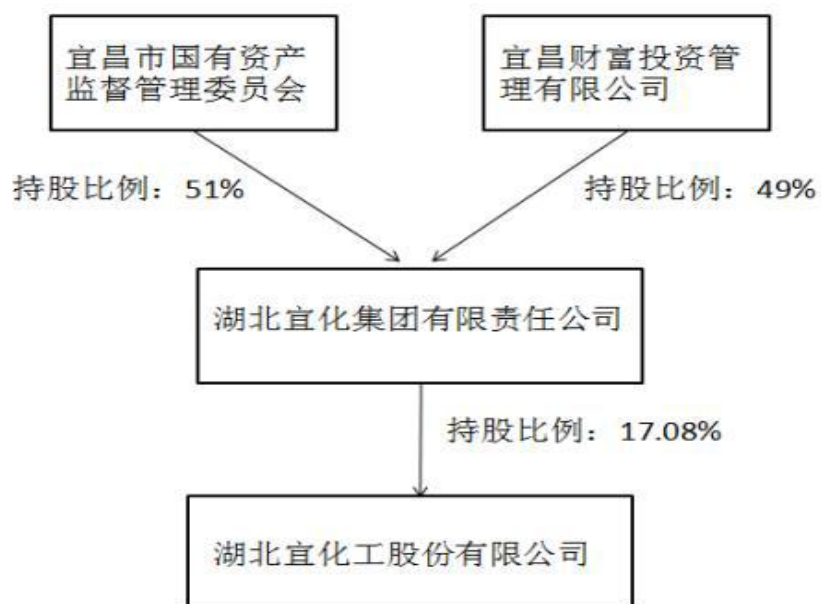 宜昌市国有资产
监督管理委员会
宜昌财富投资管
理有限公司
持股比例：51%
持股比例：49%
湖北宜化集团有限责任公司
持股比例：17.08%
湖北宜化工股份有限公司